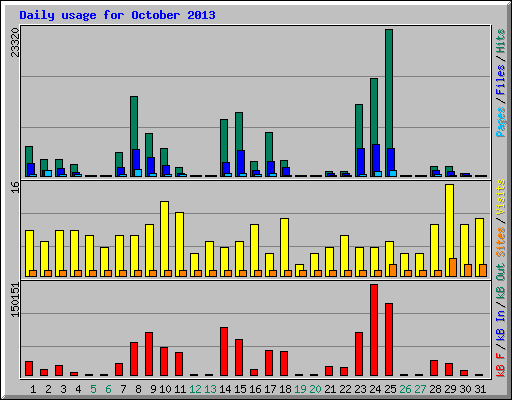 Daily usage for October 2013
23320
Pages / Files / Hits
16
Sites / Visits
150151
kB F / kB In / kB Out
1 2 3 4 5 6 7 8 9 10 11 12 13 14 15 16 17 18 19 20 21 22 23 24 25 26 27 28 29 30 31